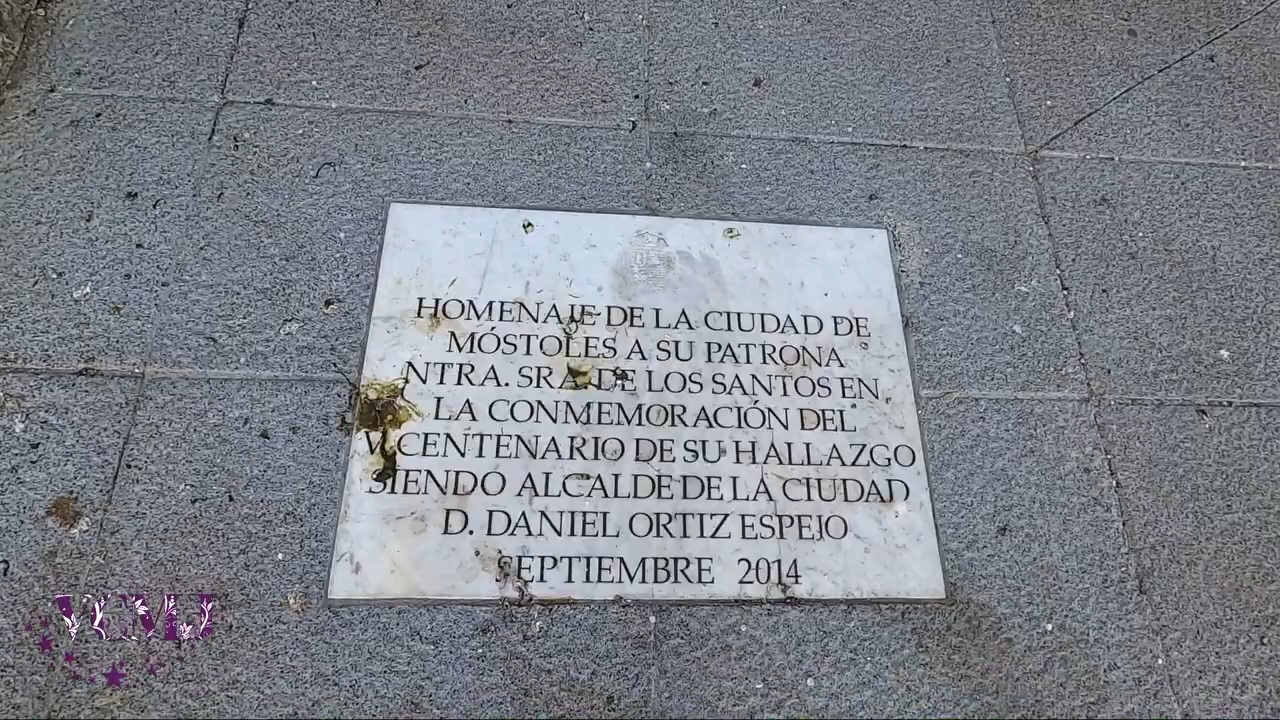 HOMENAJE DE LA CIUDAD DE
MÓSTOLES A SU PATRONA
NTRA. SRA. DE LOS SANTOS EN
LA CONMEMORACIÓN DEL
VICENTENARIO DE SU HALLAZGO
SIENDO ALCALDE DE LA CIUDAD
D. DANIEL ORTIZ ESPEJO
SEPTIEMBRE 2014